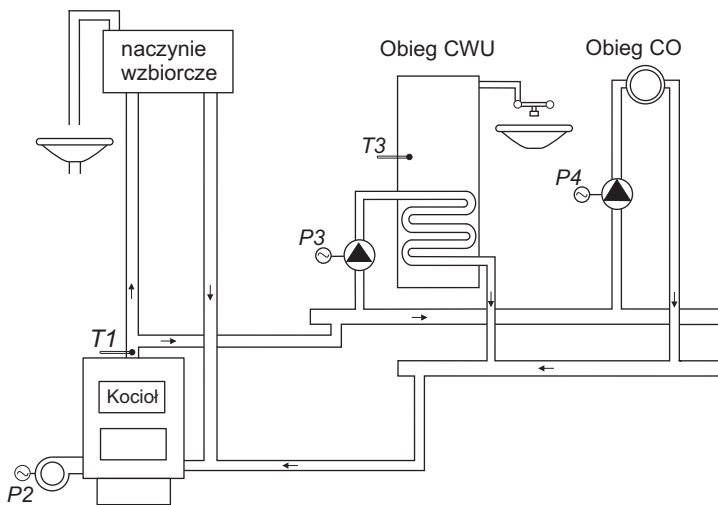 naczynie
wzbiorcze
Obieg CWU
Obieg CO
T3
P4
P3
T1
Kocioł
P2